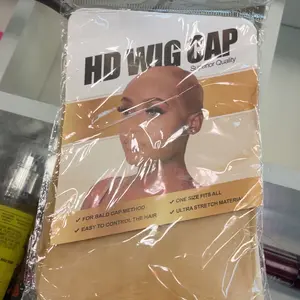 HD WIG CAP
Superior Quality
✓ FOR BALD CAP METHOD
✓ EASY TO CONTROL THE HAIR
✓ ONE SIZE FITS ALL
✓ ULTRA STRETCH MATERIAL